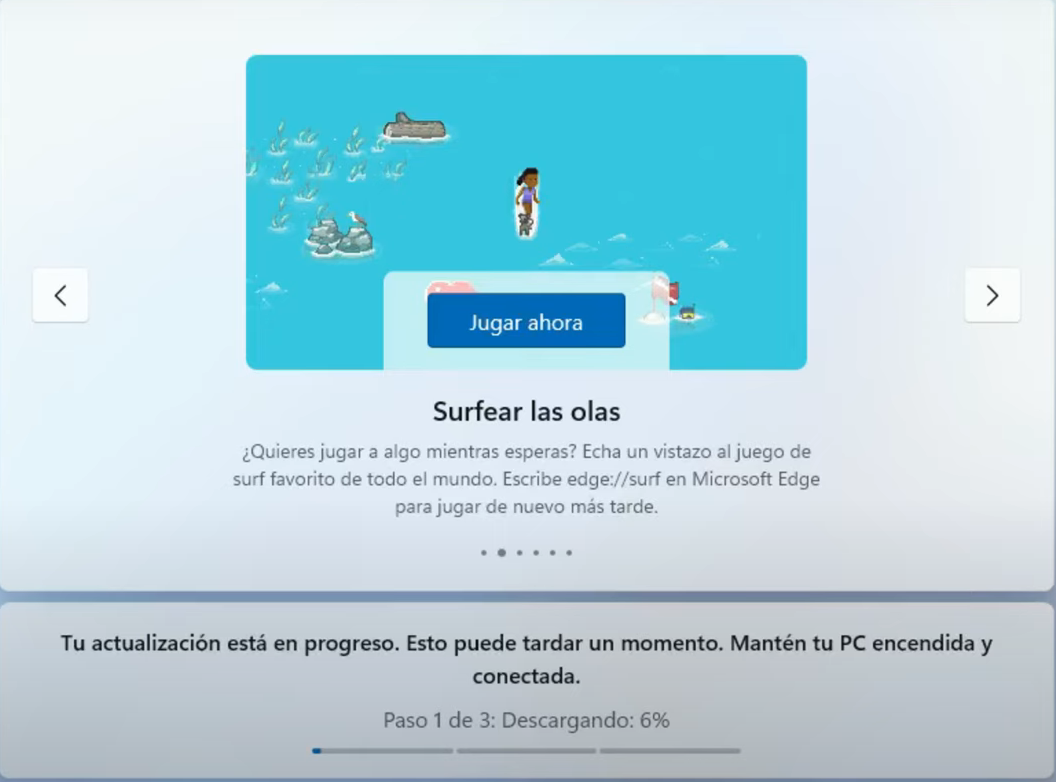 Jugar ahora
Surfear las olas
¿Quieres jugar a algo mientras esperas? Echa un vistazo al juego de
surf favorito de todo el mundo. Escribe edge://surf en Microsoft Edge
para jugar de nuevo más tarde.
Tu actualización está en progreso. Esto puede tardar un momento. Mantén tu PC encendida y
conectada.
Paso 1 de 3: Descargando: 6%